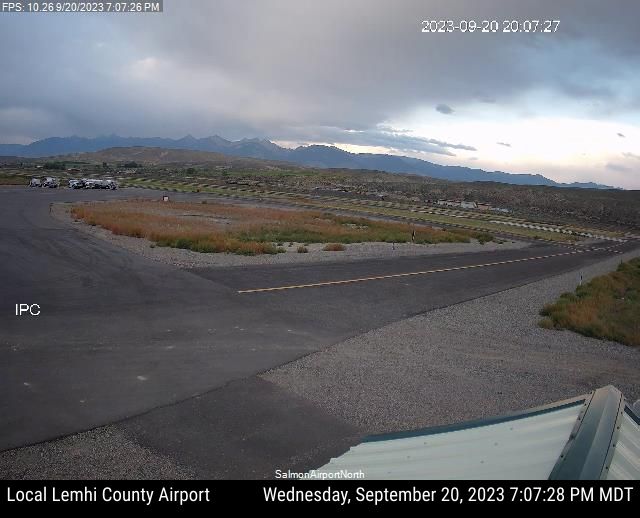 FPS: 10.26 9/20/2023 7:07:26 PM
2023-09-20 20:07:27
IPC
SalmonAirportNorth
Local Lemhi County Airport Wednesday, September 20, 2023 7:07:28 PM MDT